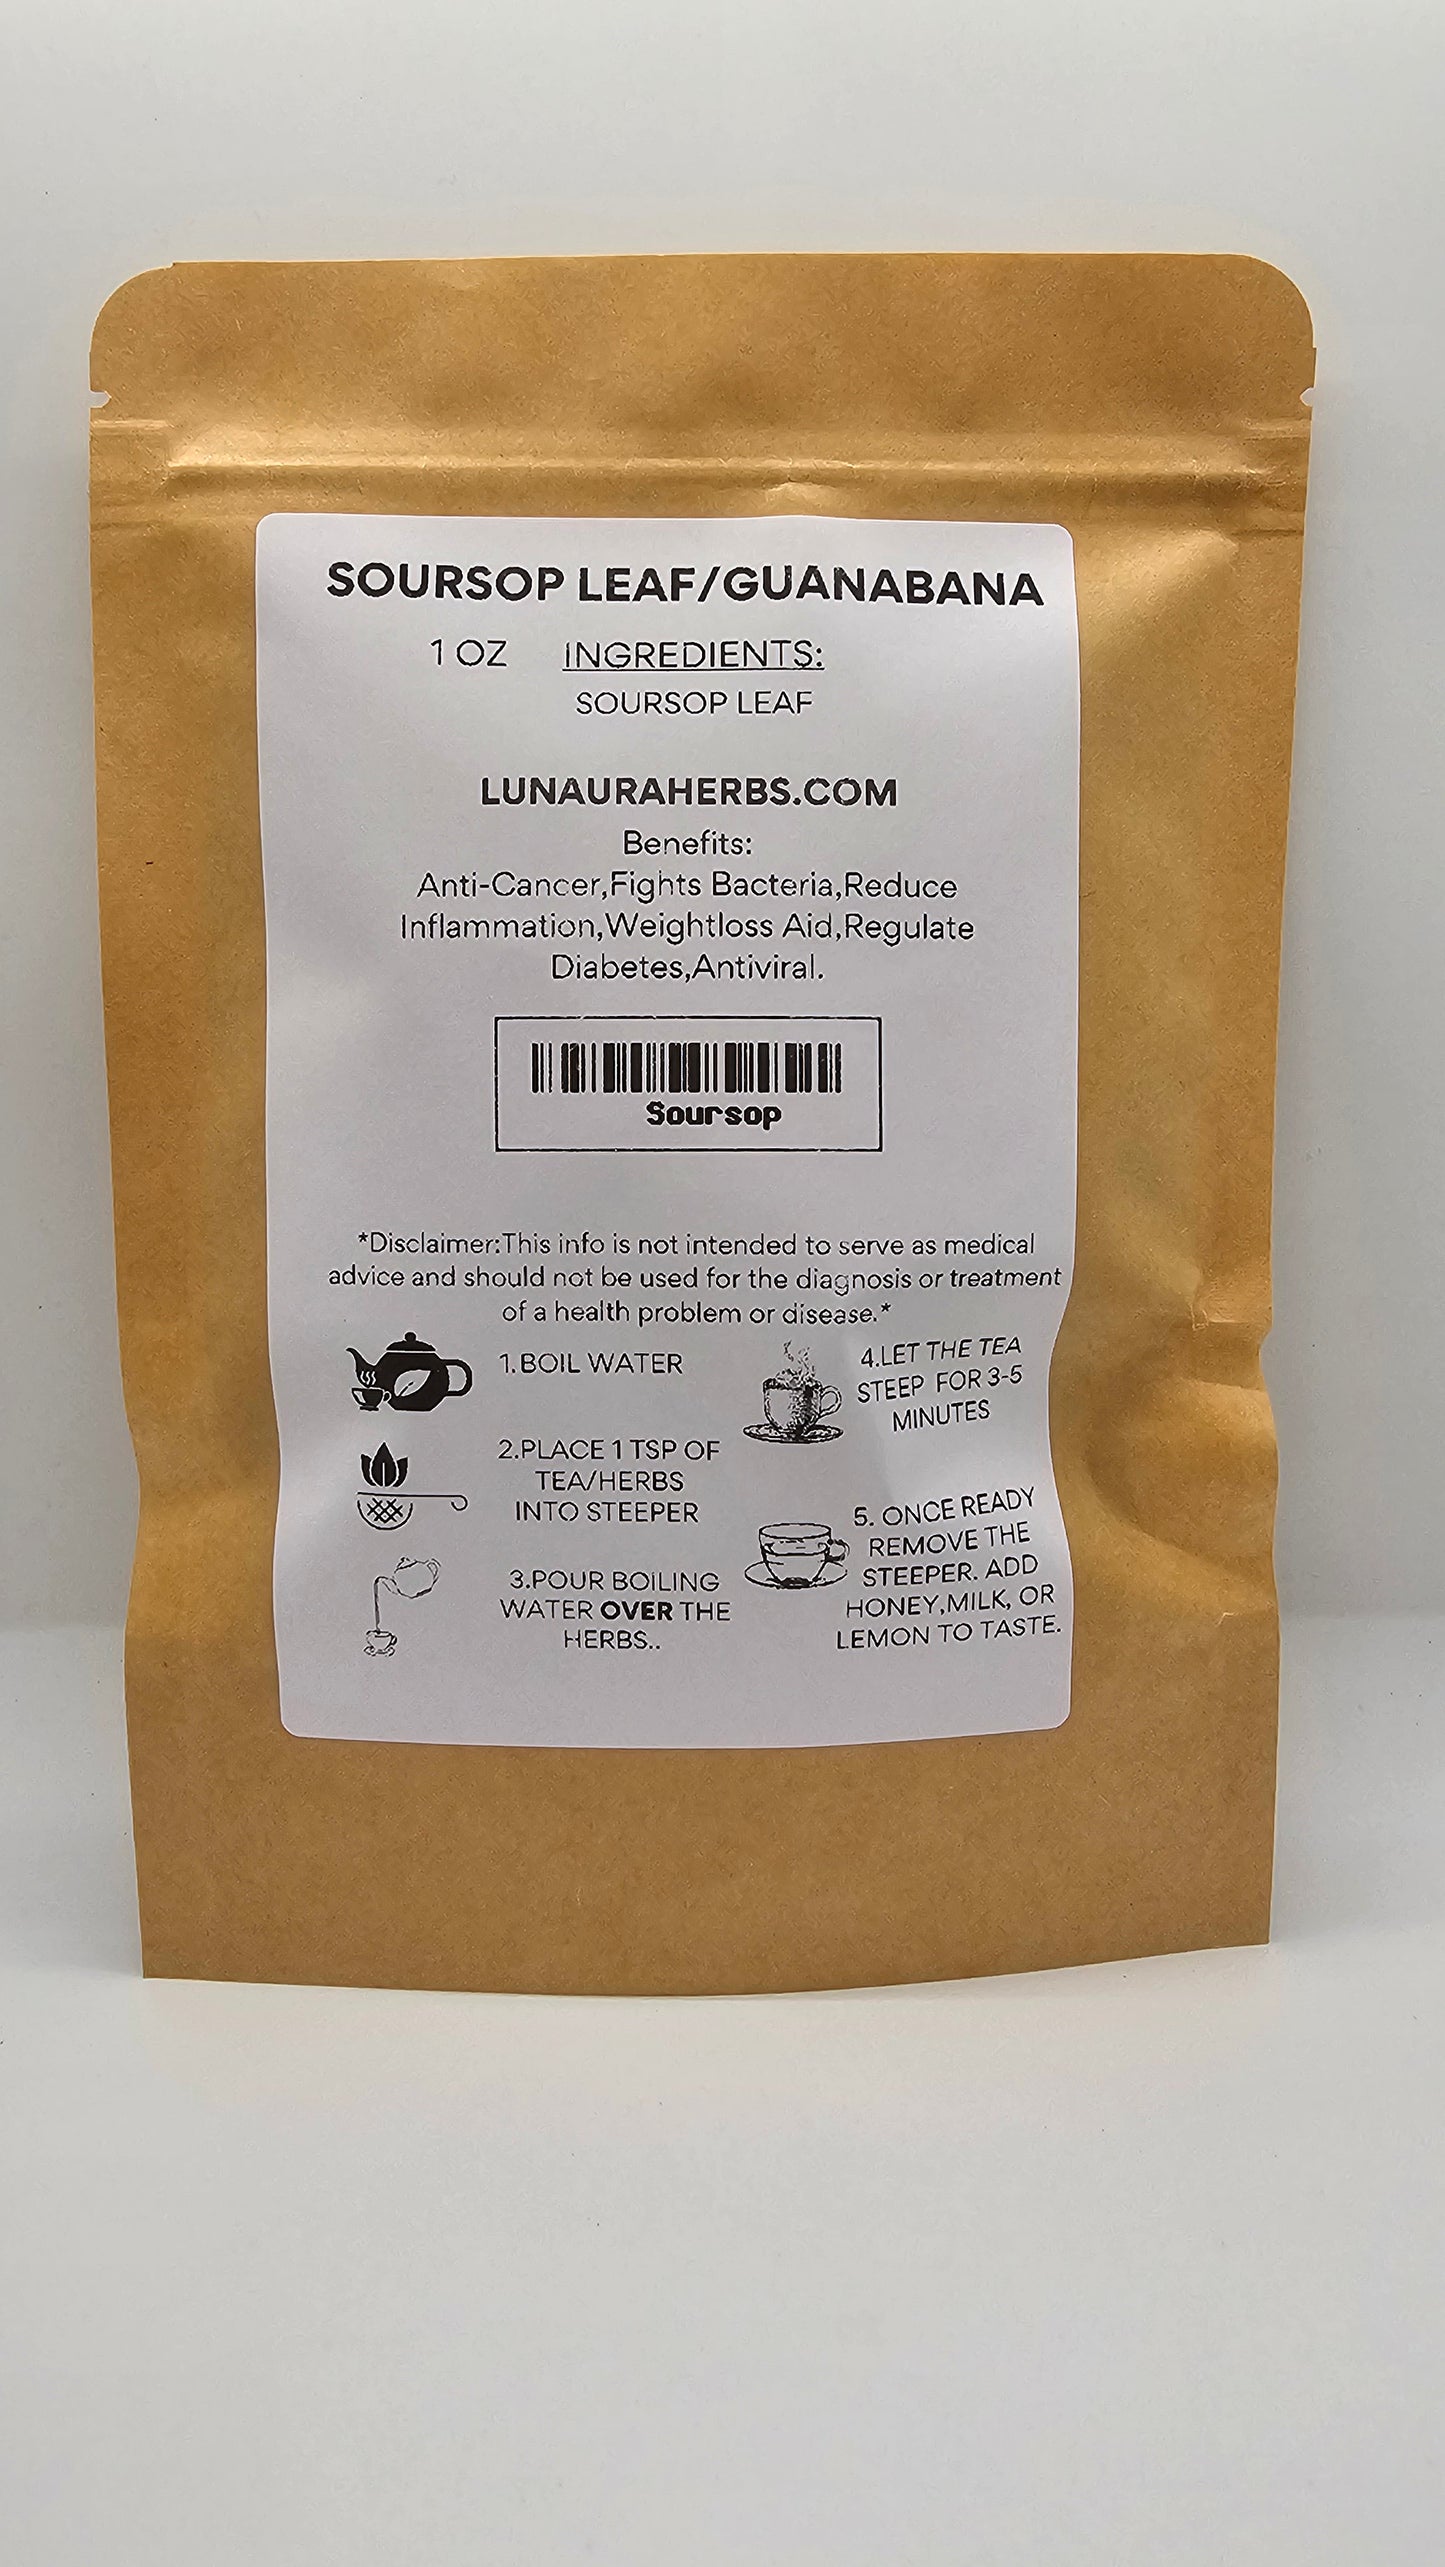 SOURSOP LEAF/GUANABANA
1 OZ INGREDIENTS:
SOURSOP LEAF
LUNAURAHERBS.COM
Benefits:
Anti-Cancer,Fights Bacteria,Reduce
Inflammation,Weightloss Aid,Regulate
Diabetes,Antiviral.
Soursop
*Disclaimer:This info is not intended to serve as medical
advice and should not be used for the diagnosis or treatment
of a health problem or disease.*
1.BOIL WATER
2.PLACE 1 TSP OF
TEA/HERBS
INTO STEEPER
3.POUR BOILING
WATER OVER THE
HERBS..
4.LET THE TEA
STEEP FOR 3-5
MINUTES
5. ONCE READY
REMOVE THE
STEEPER. ADD
HONEY,MILK, OR
LEMON TO TASTE.